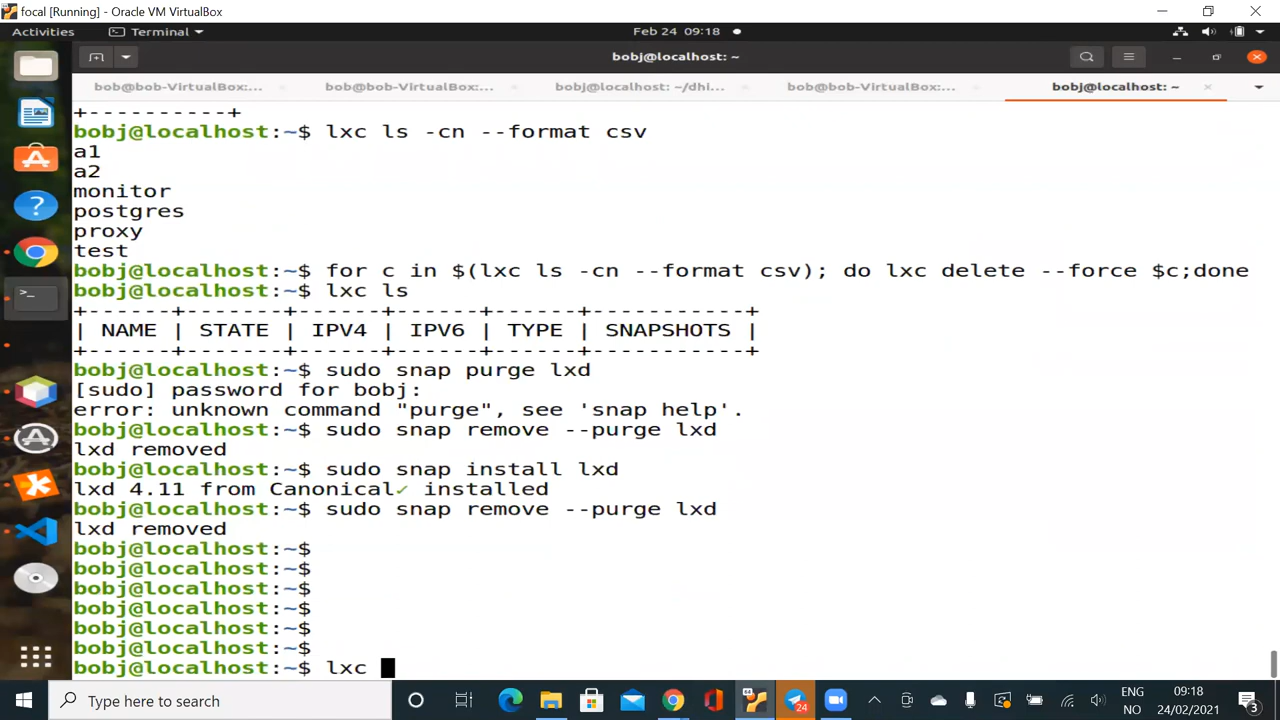 focal [Running] - Oracle VM VirtualBox
Activities Terminal Feb 24 09:18
bobj@localhost: ~
bob@bob-VirtualBox:... bob@bob-VirtualBox:... bobj@localhost: ~/dhi... bob@bob-VirtualBox:... bobj@localhost: ~
+----------+
bobj@localhost:~$ lxc ls -cn --format csv
a1
a2
monitor
postgres
proxy
test
bobj@localhost:~$ for c in $(lxc ls -cn --format csv); do lxc delete --force $c;done
bobj@localhost:~$ lxc ls
+------+-------+------+------+------+-----------+
| NAME | STATE | IPV4 | IPV6 | TYPE | SNAPSHOTS |
+------+-------+------+------+------+-----------+
bobj@localhost:~$ sudo snap purge lxd
[sudo] password for bobj:
error: unknown command "purge", see 'snap help'.
bobj@localhost:~$ sudo snap remove --purge lxd
lxd removed
bobj@localhost:~$ sudo snap install lxd
lxd 4.11 from Canonical✓ installed
bobj@localhost:~$ sudo snap remove --purge lxd
lxd removed
bobj@localhost:~$
bobj@localhost:~$
bobj@localhost:~$
bobj@localhost:~$
bobj@localhost:~$
bobj@localhost:~$
bobj@localhost:~$ lxc
Type here to search 24 ENG 09:18
NO 24/02/2021 3